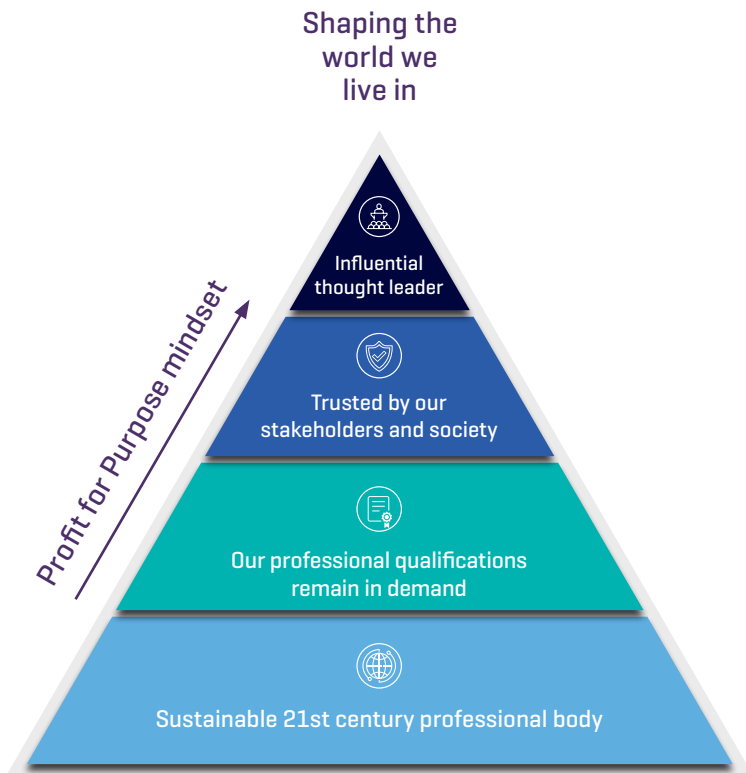 Shaping the
world we
live in
Influential
thought leader
Profit for Purpose mindset
Trusted by our
stakeholders and society
Our professional qualifications
remain in demand
Sustainable 21st century professional body